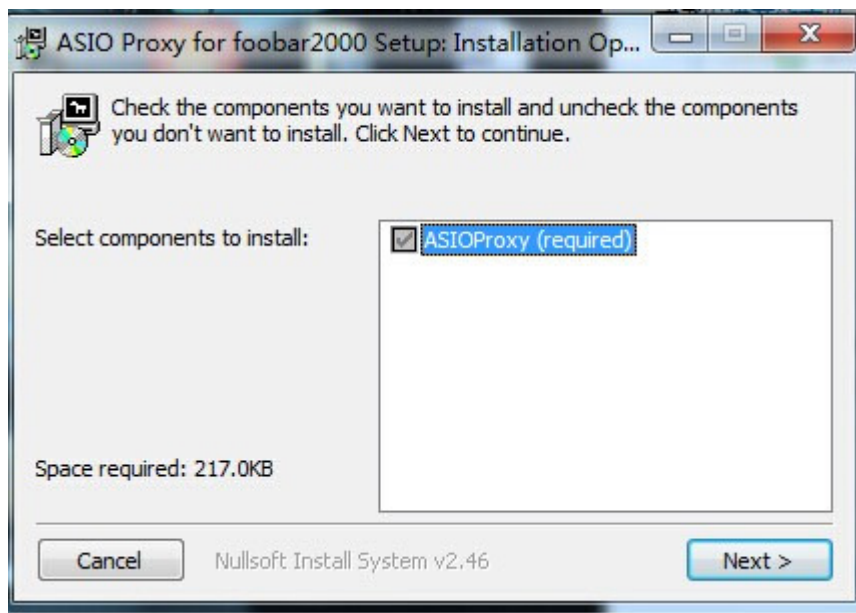 ASIO Proxy for foobar2000 Setup: Installation Op...
Check the components you want to install and uncheck the components
you don't want to install. Click Next to continue.
Select components to install:
ASIOProxy (required)
Space required: 217.0KB
Cancel
Nullsoft Install System v2.46
Next >